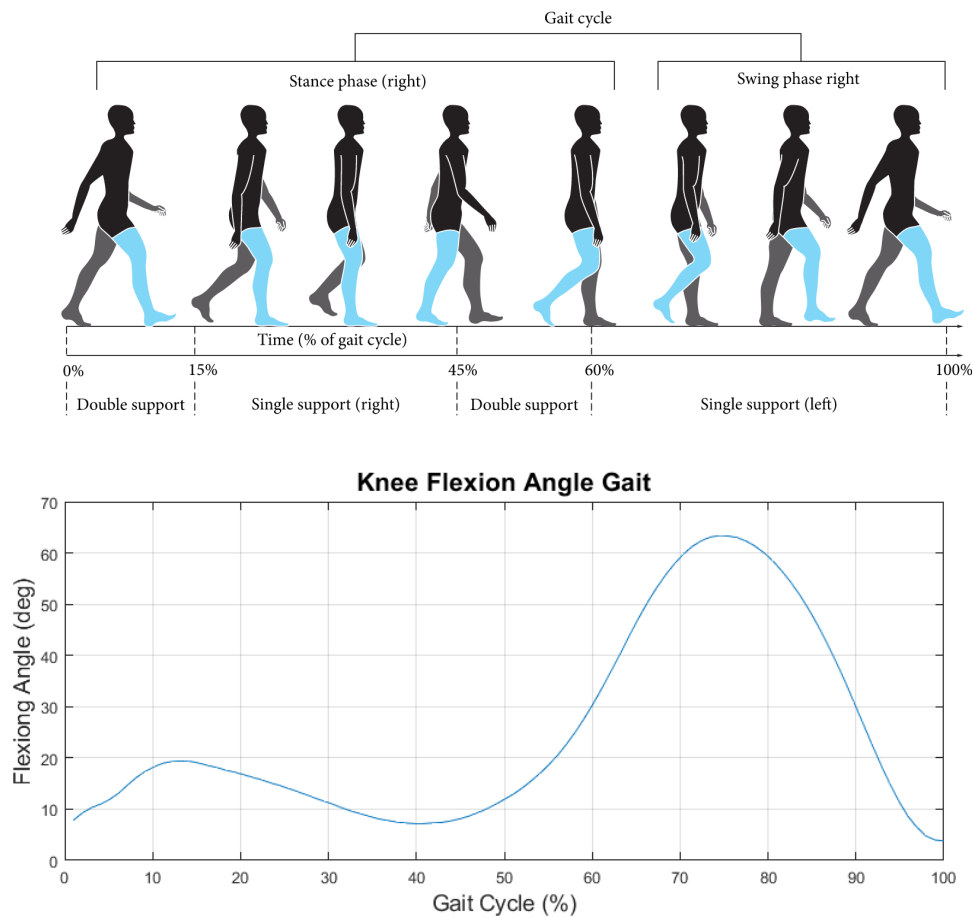 Gait cycle
Stance phase (right)
Swing phase right
Time (% of gait cycle)
0%
15%
45%
60%
100%
Double support
Single support (right)
Double support
Single support (left)
Knee Flexion Angle Gait
Flexiong Angle (deg)
70
60
50
40
30
20
10
0
0 10 20 30 40 50 60 70 80 90 100
Gait Cycle (%)